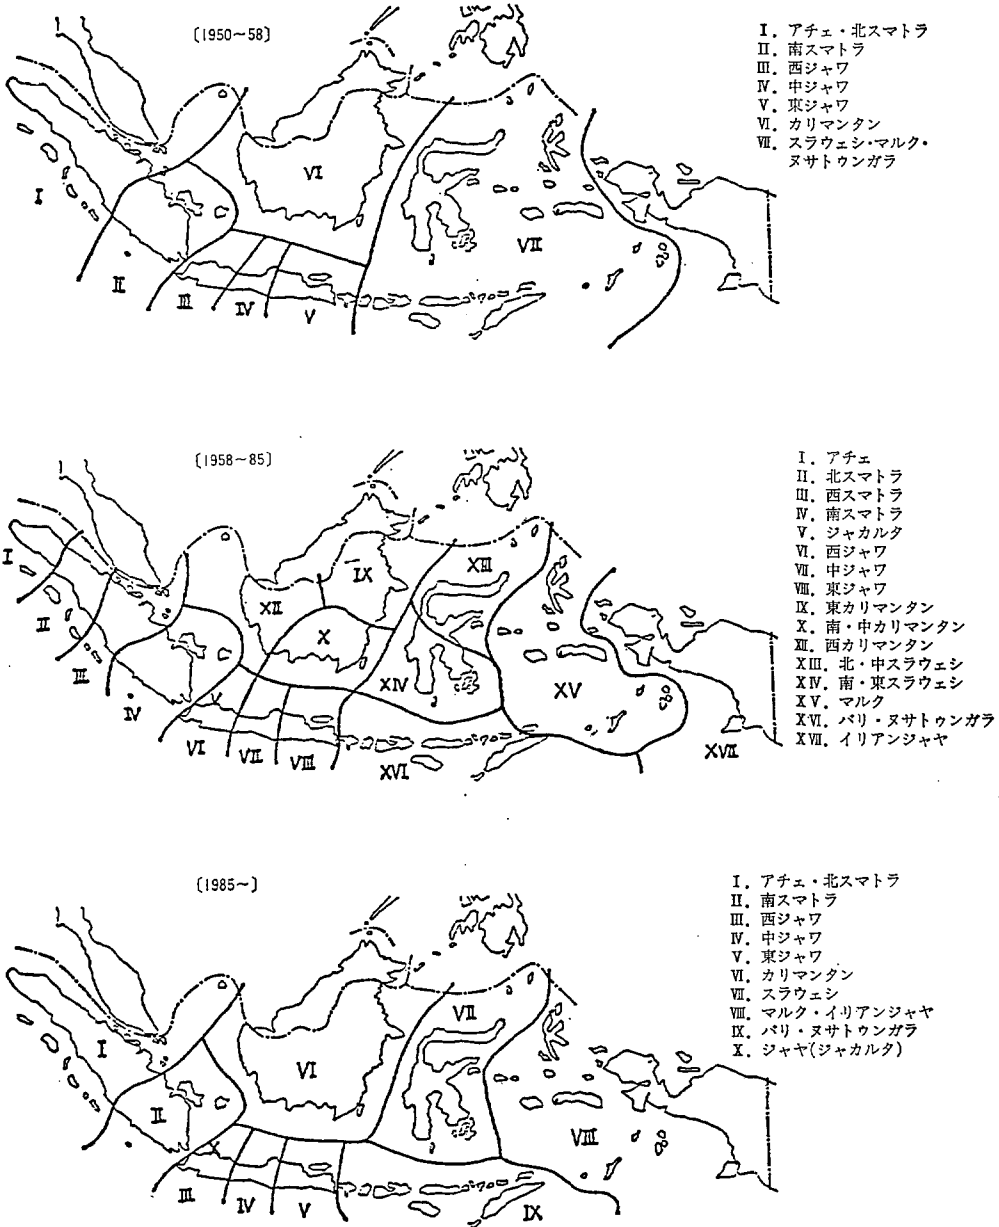 〔1950〜58〕
Ⅰ. アチェ・北スマトラ
Ⅱ. 南スマトラ
Ⅲ. 西ジャワ
Ⅳ. 中ジャワ
Ⅴ. 東ジャワ
Ⅵ. カリマンタン
Ⅶ. スラウェシ・マルク・
ヌサトゥンガラ
Ⅰ
Ⅱ
Ⅲ
Ⅳ
Ⅴ
Ⅵ
Ⅶ
〔1958〜85〕
Ⅰ. アチェ
Ⅱ. 北スマトラ
Ⅲ. 西スマトラ
Ⅳ. 南スマトラ
Ⅴ. ジャカルタ
Ⅵ. 西ジャワ
Ⅶ. 中ジャワ
Ⅷ. 東ジャワ
Ⅸ. 東カリマンタン
Ⅹ. 南・中カリマンタン
Ⅻ. 西カリマンタン
XⅢ. 北・中スラウェシ
XⅣ. 南・東スラウェシ
XⅤ. マルク
XⅥ. バリ・ヌサトゥンガラ
XⅦ. イリアンジャヤ
Ⅰ
Ⅱ
Ⅲ
Ⅳ
Ⅴ
Ⅵ
Ⅶ
Ⅷ
Ⅸ
Ⅹ
Ⅻ
XⅢ
XⅣ
XⅤ
XⅥ
XⅦ
〔1985〜〕
Ⅰ. アチェ・北スマトラ
Ⅱ. 南スマトラ
Ⅲ. 西ジャワ
Ⅳ. 中ジャワ
Ⅴ. 東ジャワ
Ⅵ. カリマンタン
Ⅶ. スラウェシ
Ⅷ. マルク・イリアンジャヤ
Ⅸ. バリ・ヌサトゥンガラ
Ⅹ. ジャヤ(ジャカルタ)
Ⅰ
Ⅱ
Ⅲ
Ⅳ
Ⅴ
Ⅵ
Ⅶ
Ⅷ
Ⅸ
Ⅹ